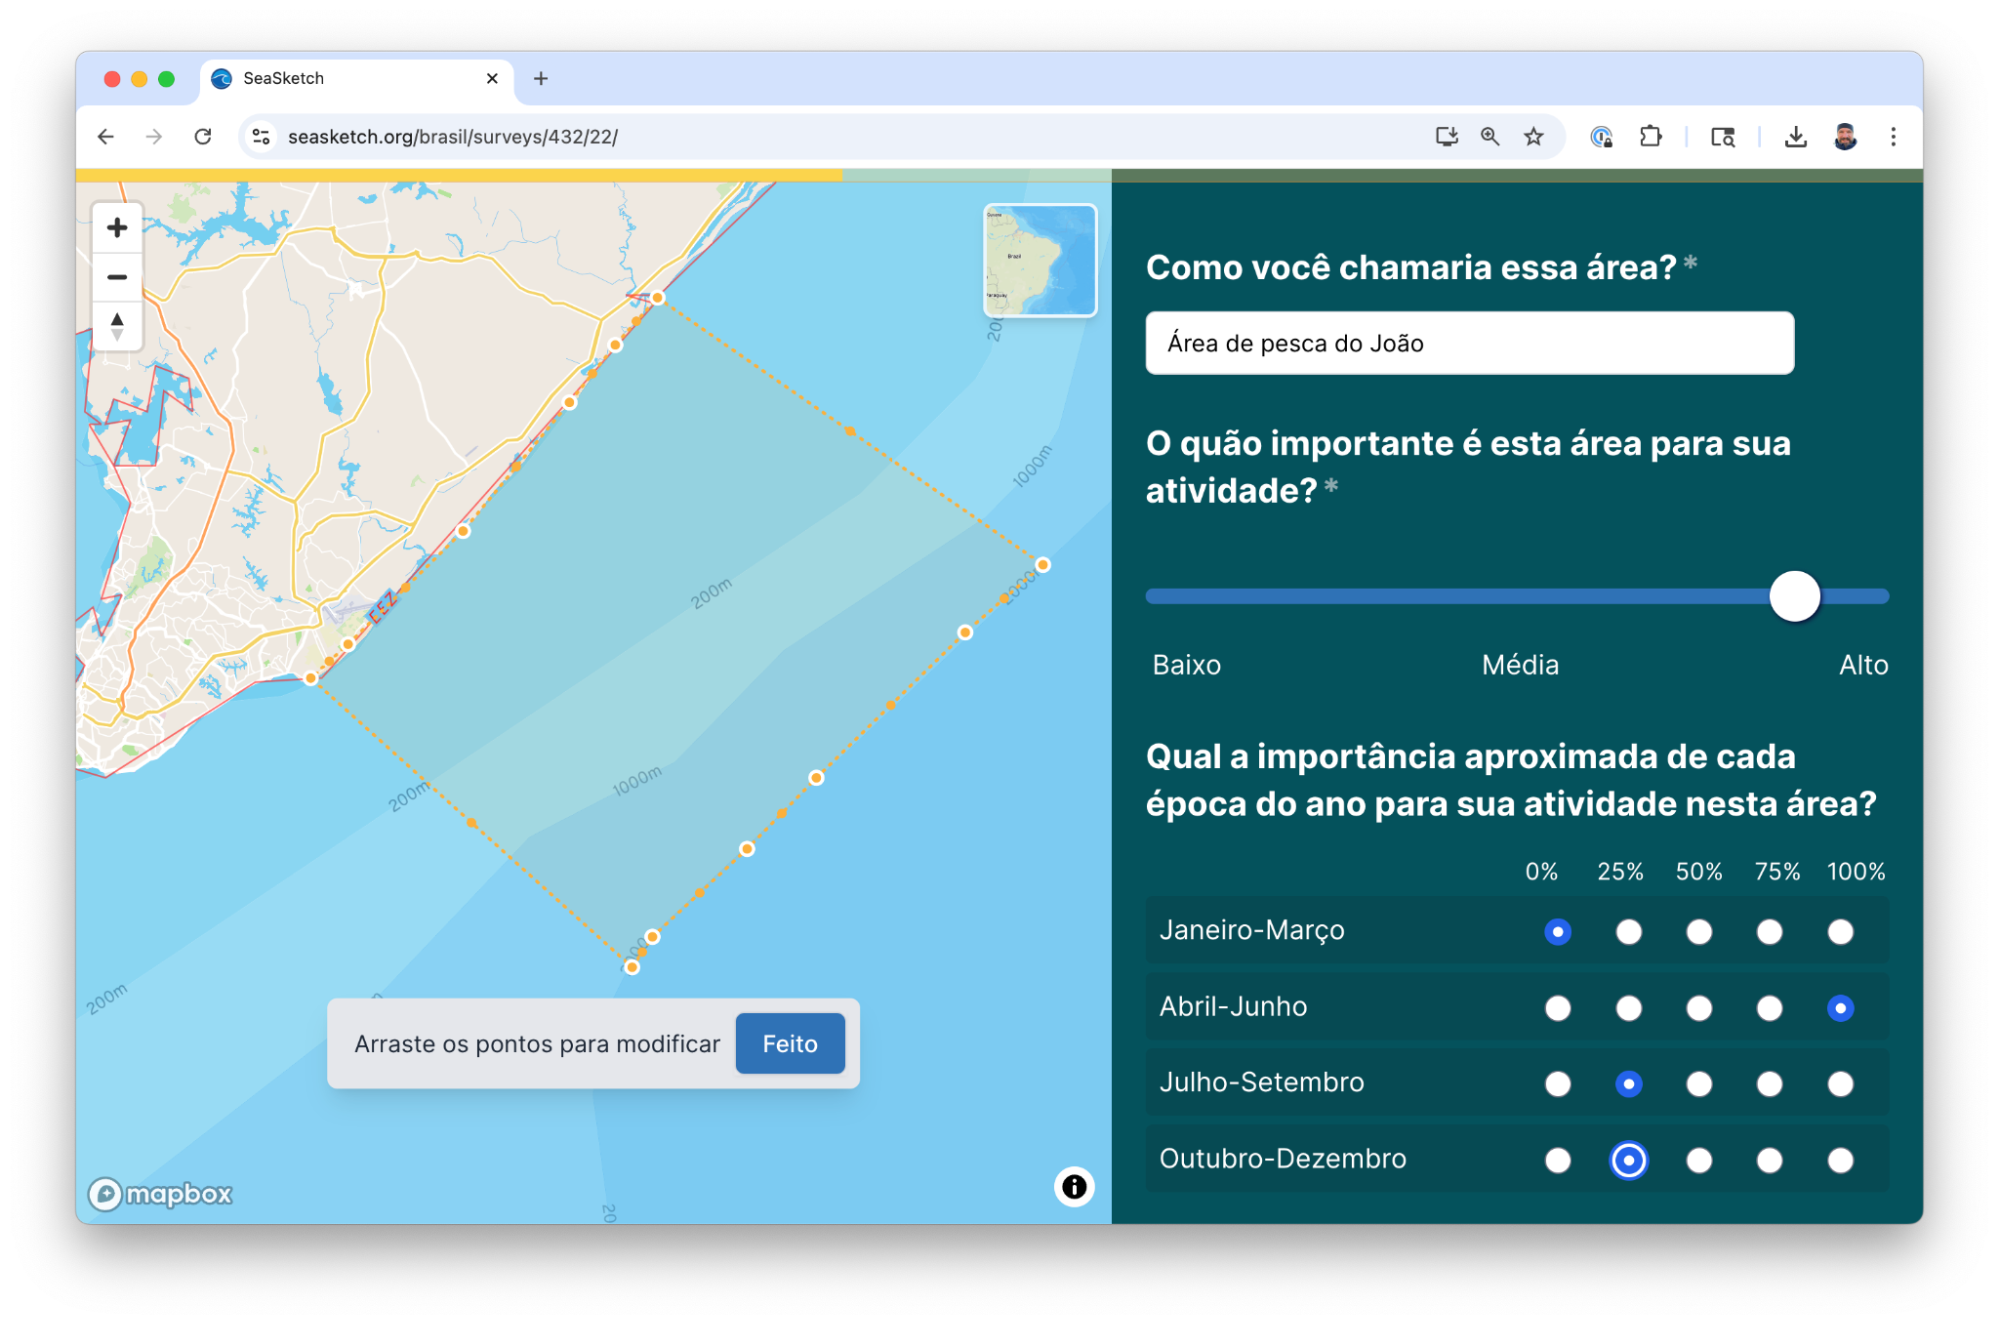 SeaSketch
seasketch.org/brasil/surveys/432/22/
Brazil
200m
1000m
200m
EEZ
200m
1000m
200m
20
Arraste os pontos para modificar
Feito
mapbox
Como você chamaria essa área? *
Área de pesca do João
O quão importante é esta área para sua
atividade? *
Baixo Média Alto
Qual a importância aproximada de cada
época do ano para sua atividade nesta área?
0% 25% 50% 75% 100%
Janeiro-Março
Abril-Junho
Julho-Setembro
Outubro-Dezembro